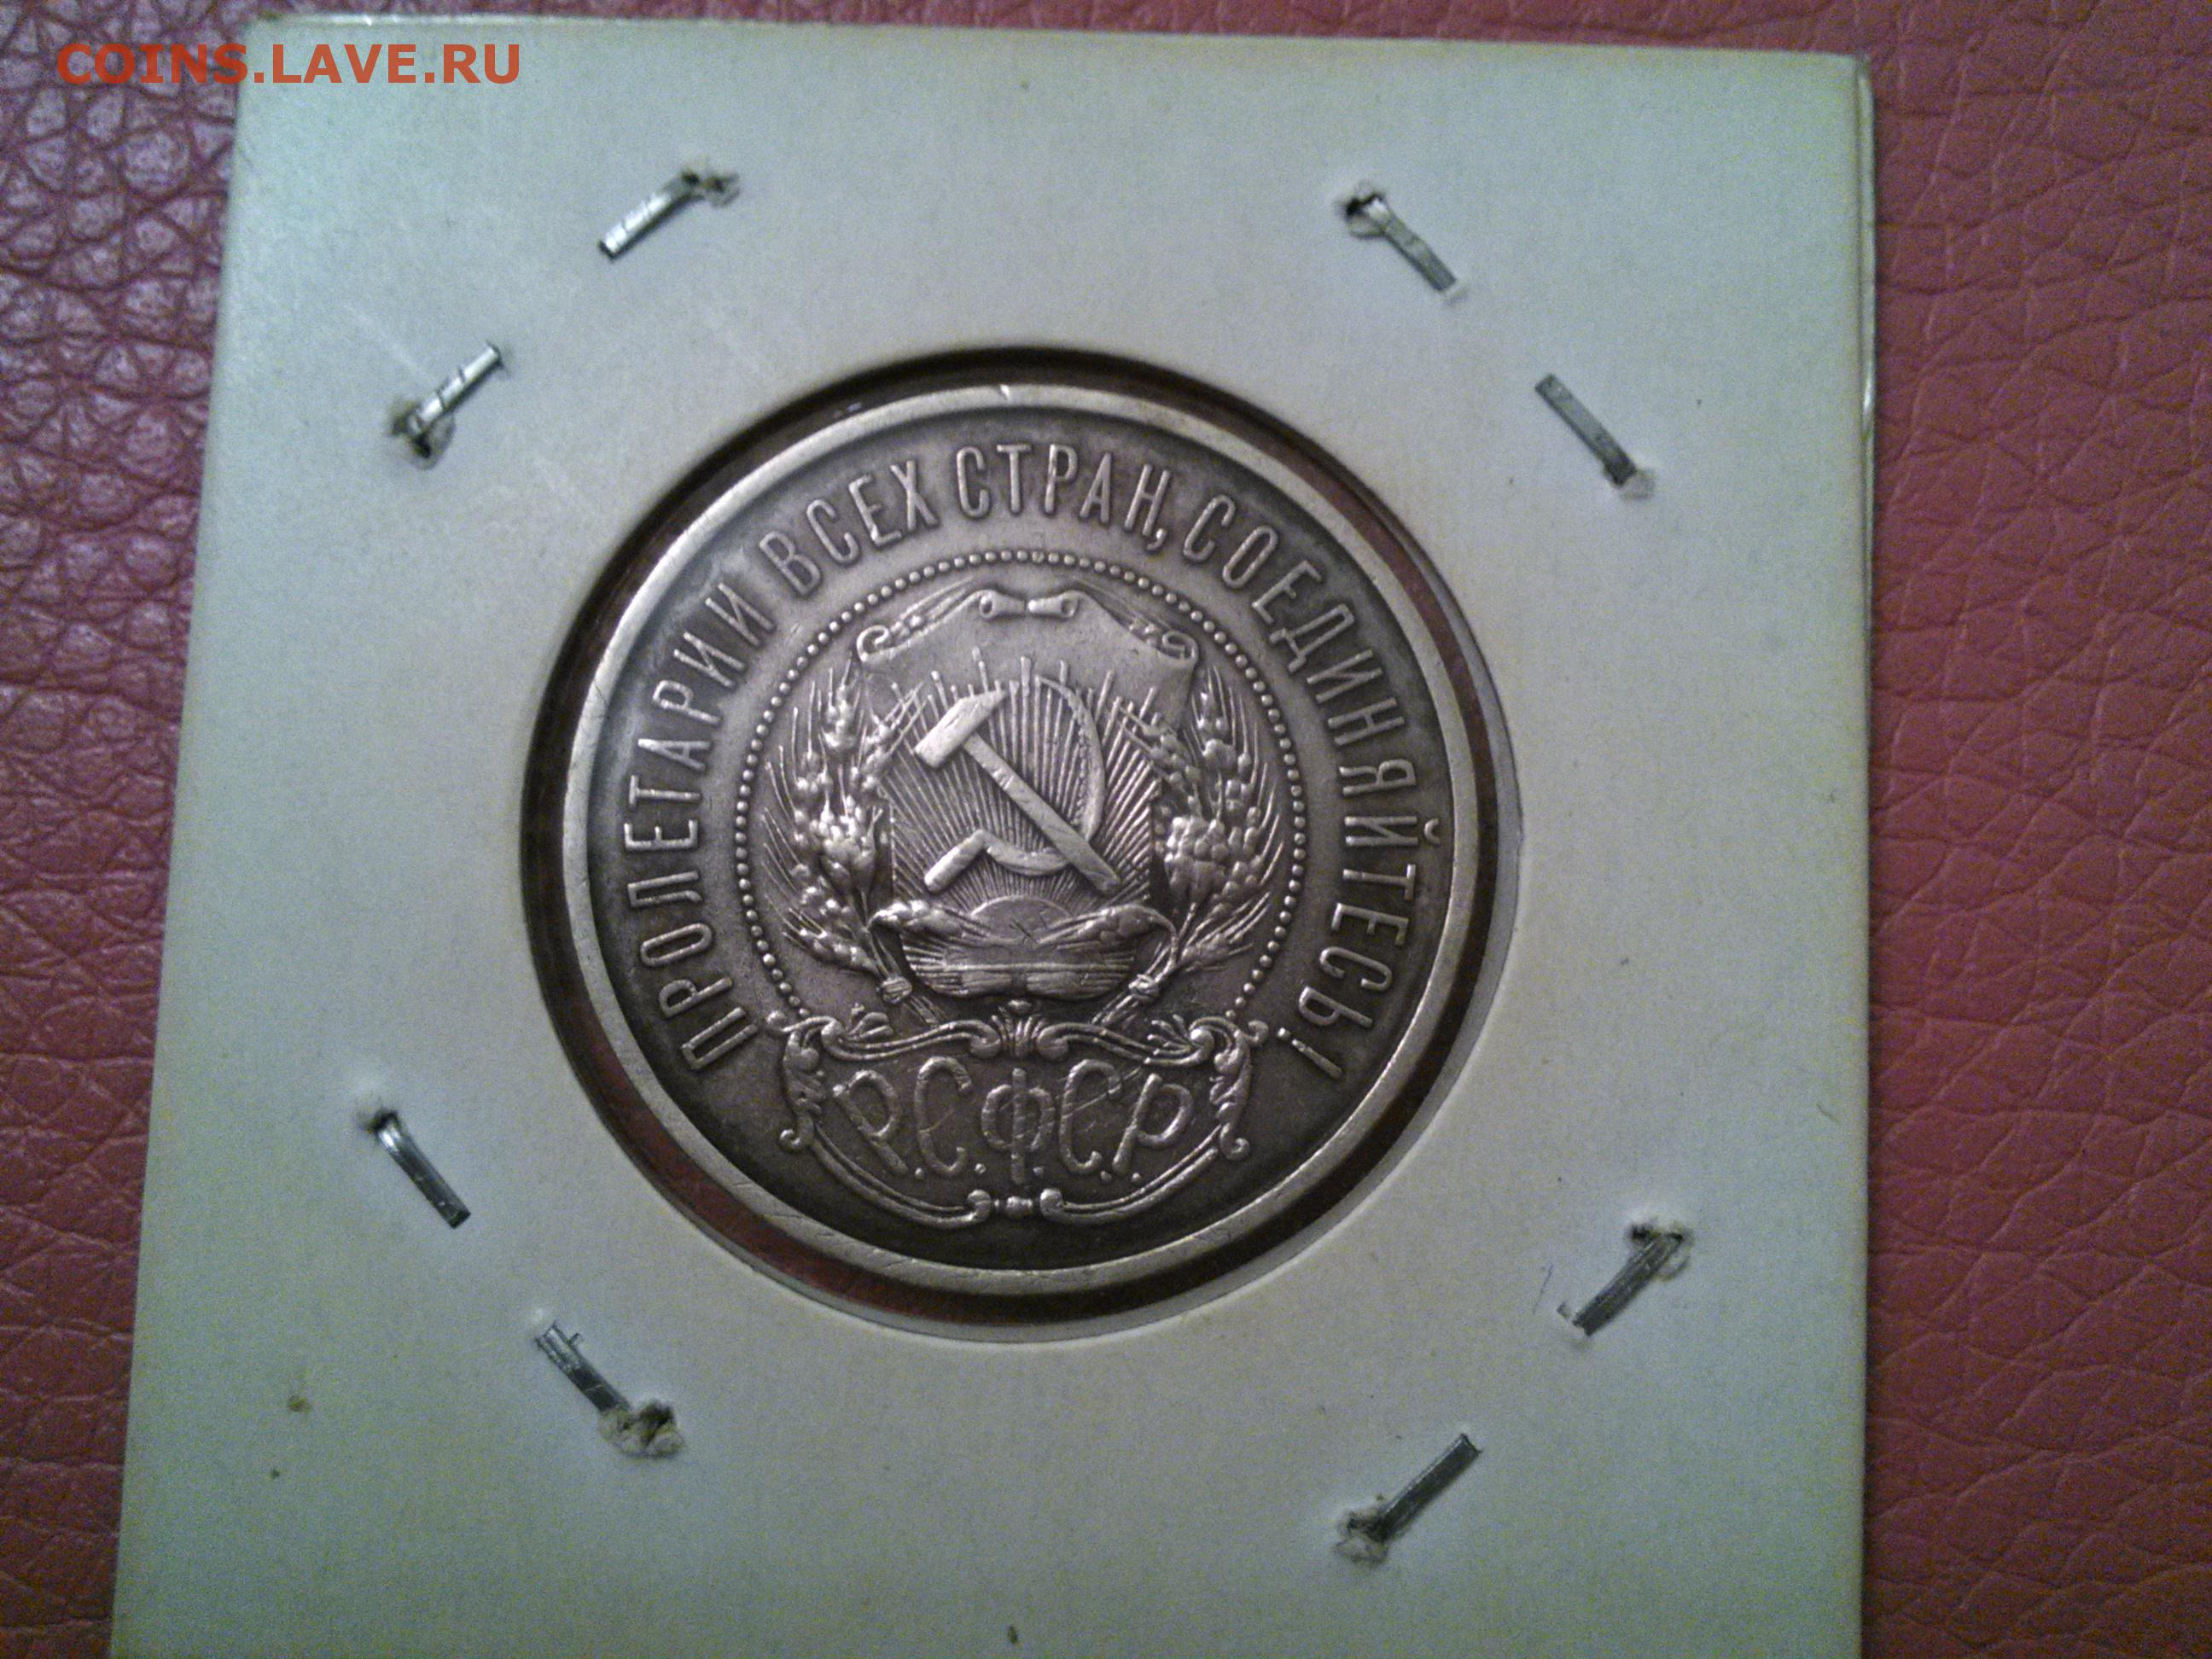 COINS.LAVE.RU
ПРОЛЕТАРИИ ВСЕХ СТРАН, СОЕДИНЯЙТЕСЬ!
Р.С.Ф.С.Р.